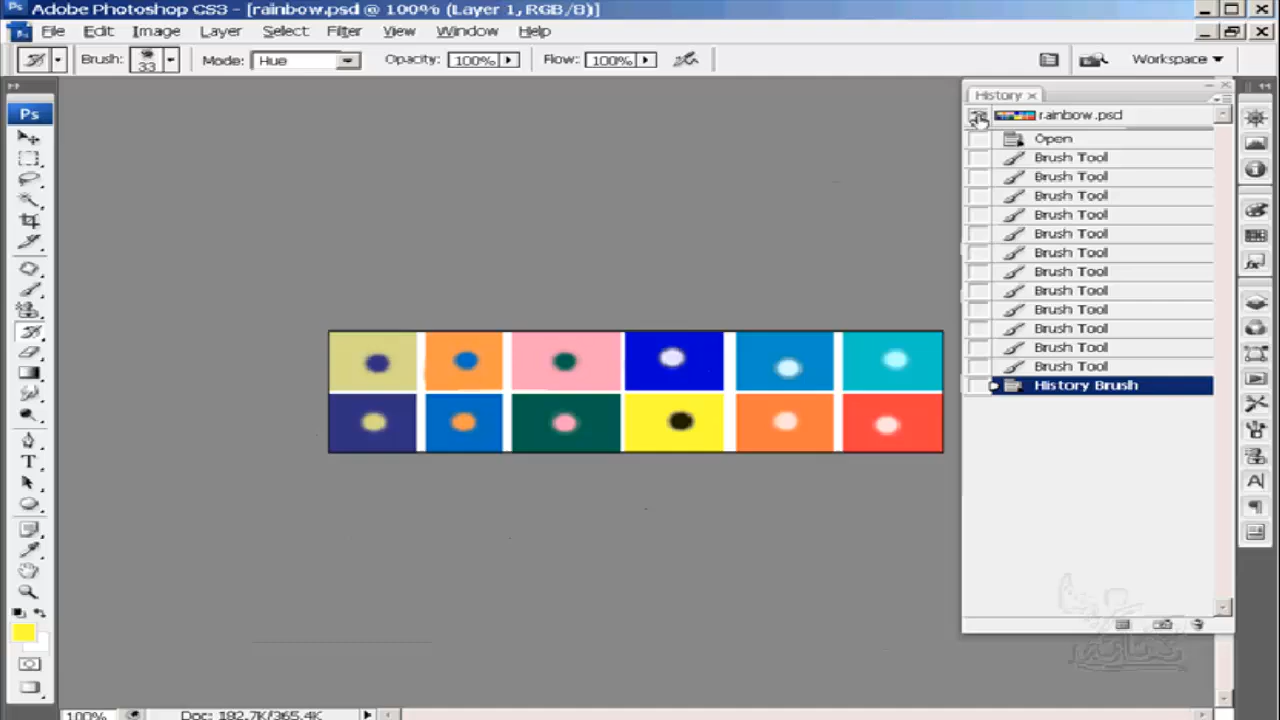 Adobe Photoshop CS3 - [rainbow.psd @ 100% (Layer 1, RGB/8)]
File Edit Image Layer Select Filter View Window Help
Brush: 33 Mode: Hue Opacity: 100% Flow: 100% Workspace
Ps
History
rainbow.psd
Open
Brush Tool
Brush Tool
Brush Tool
Brush Tool
Brush Tool
Brush Tool
Brush Tool
Brush Tool
Brush Tool
Brush Tool
Brush Tool
Brush Tool
History Brush
100% Doc: 182.7K/365.4K